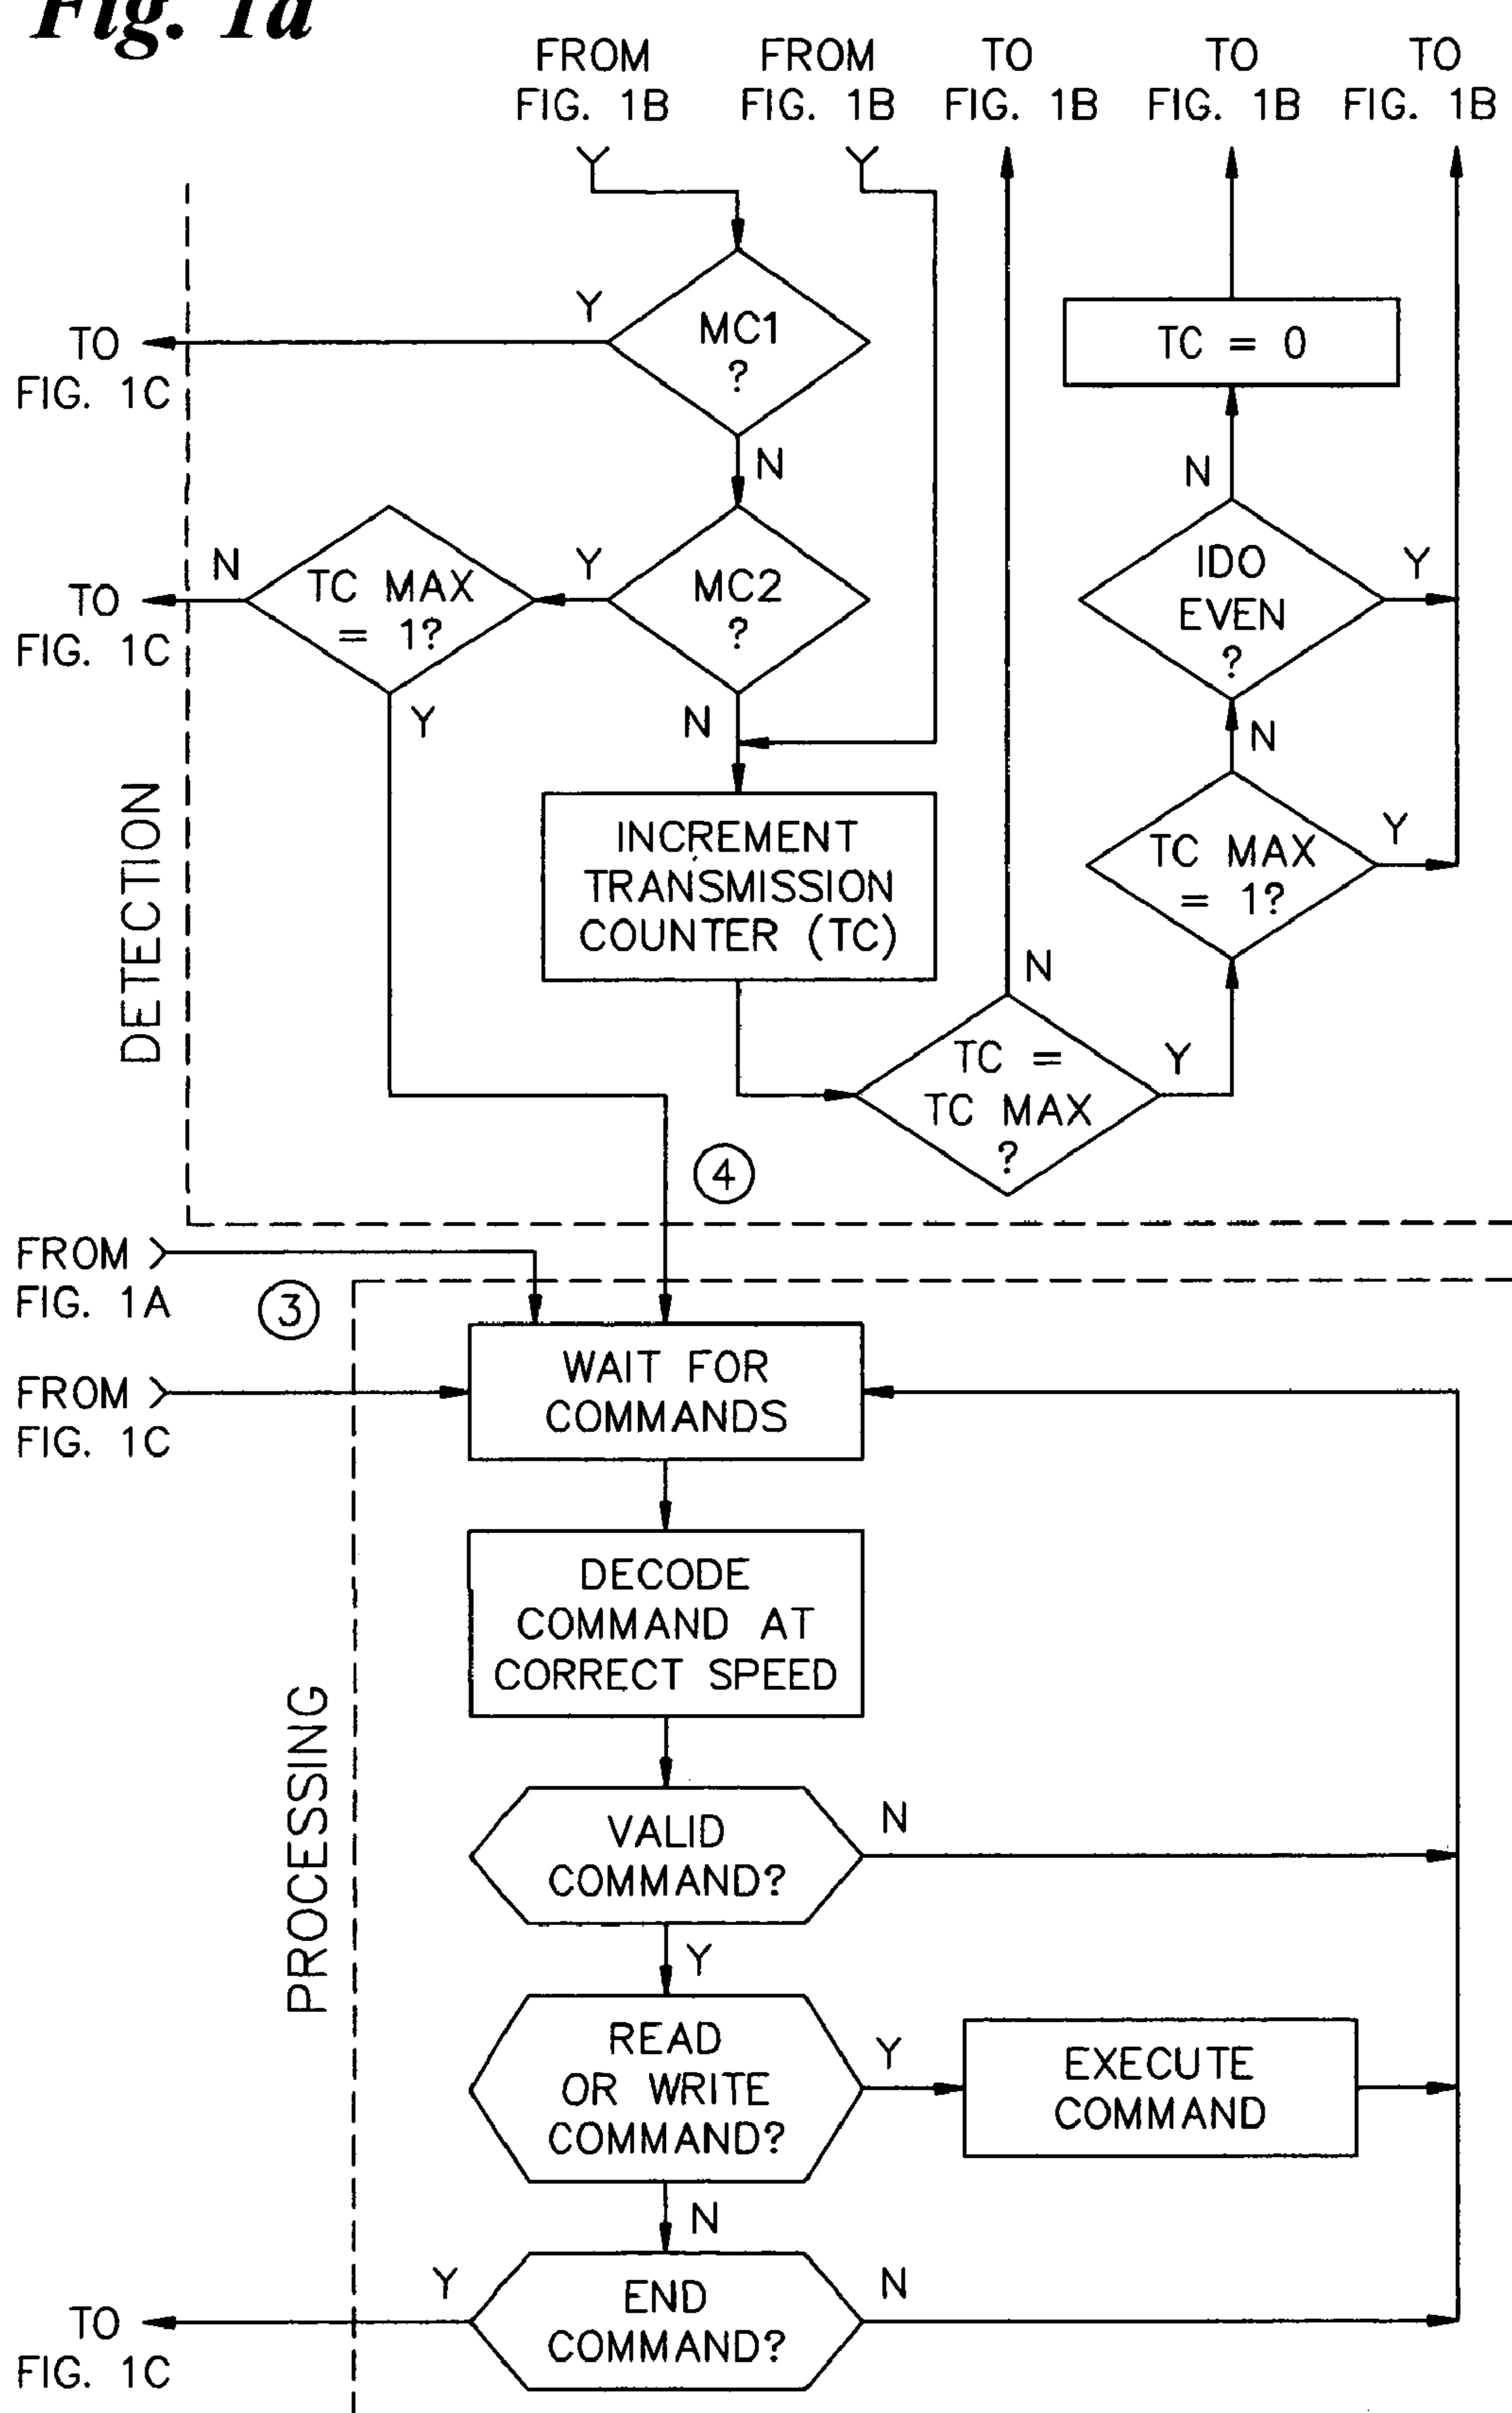 Fig. 1a
FROM
FIG. 1B
FROM
FIG. 1B
TO
FIG. 1B
TO
FIG. 1B
TO
FIG. 1B
Y
MC1
?
TO
FIG. 1C
TC = 0
N
N
N
TC MAX
= 1?
Y
MC2
?
IDO
EVEN
?
Y
TO
FIG. 1C
Y
N
N
DETECTION
INCREMENT
TRANSMISSION
COUNTER (TC)
TC MAX
= 1?
Y
N
TC =
TC MAX
?
Y
4
FROM
FIG. 1A
3
WAIT FOR
COMMANDS
FROM
FIG. 1C
DECODE
COMMAND AT
CORRECT SPEED
PROCESSING
VALID
COMMAND?
N
Y
READ
OR WRITE
COMMAND?
Y
EXECUTE
COMMAND
N
Y
END
COMMAND?
N
TO
FIG. 1C